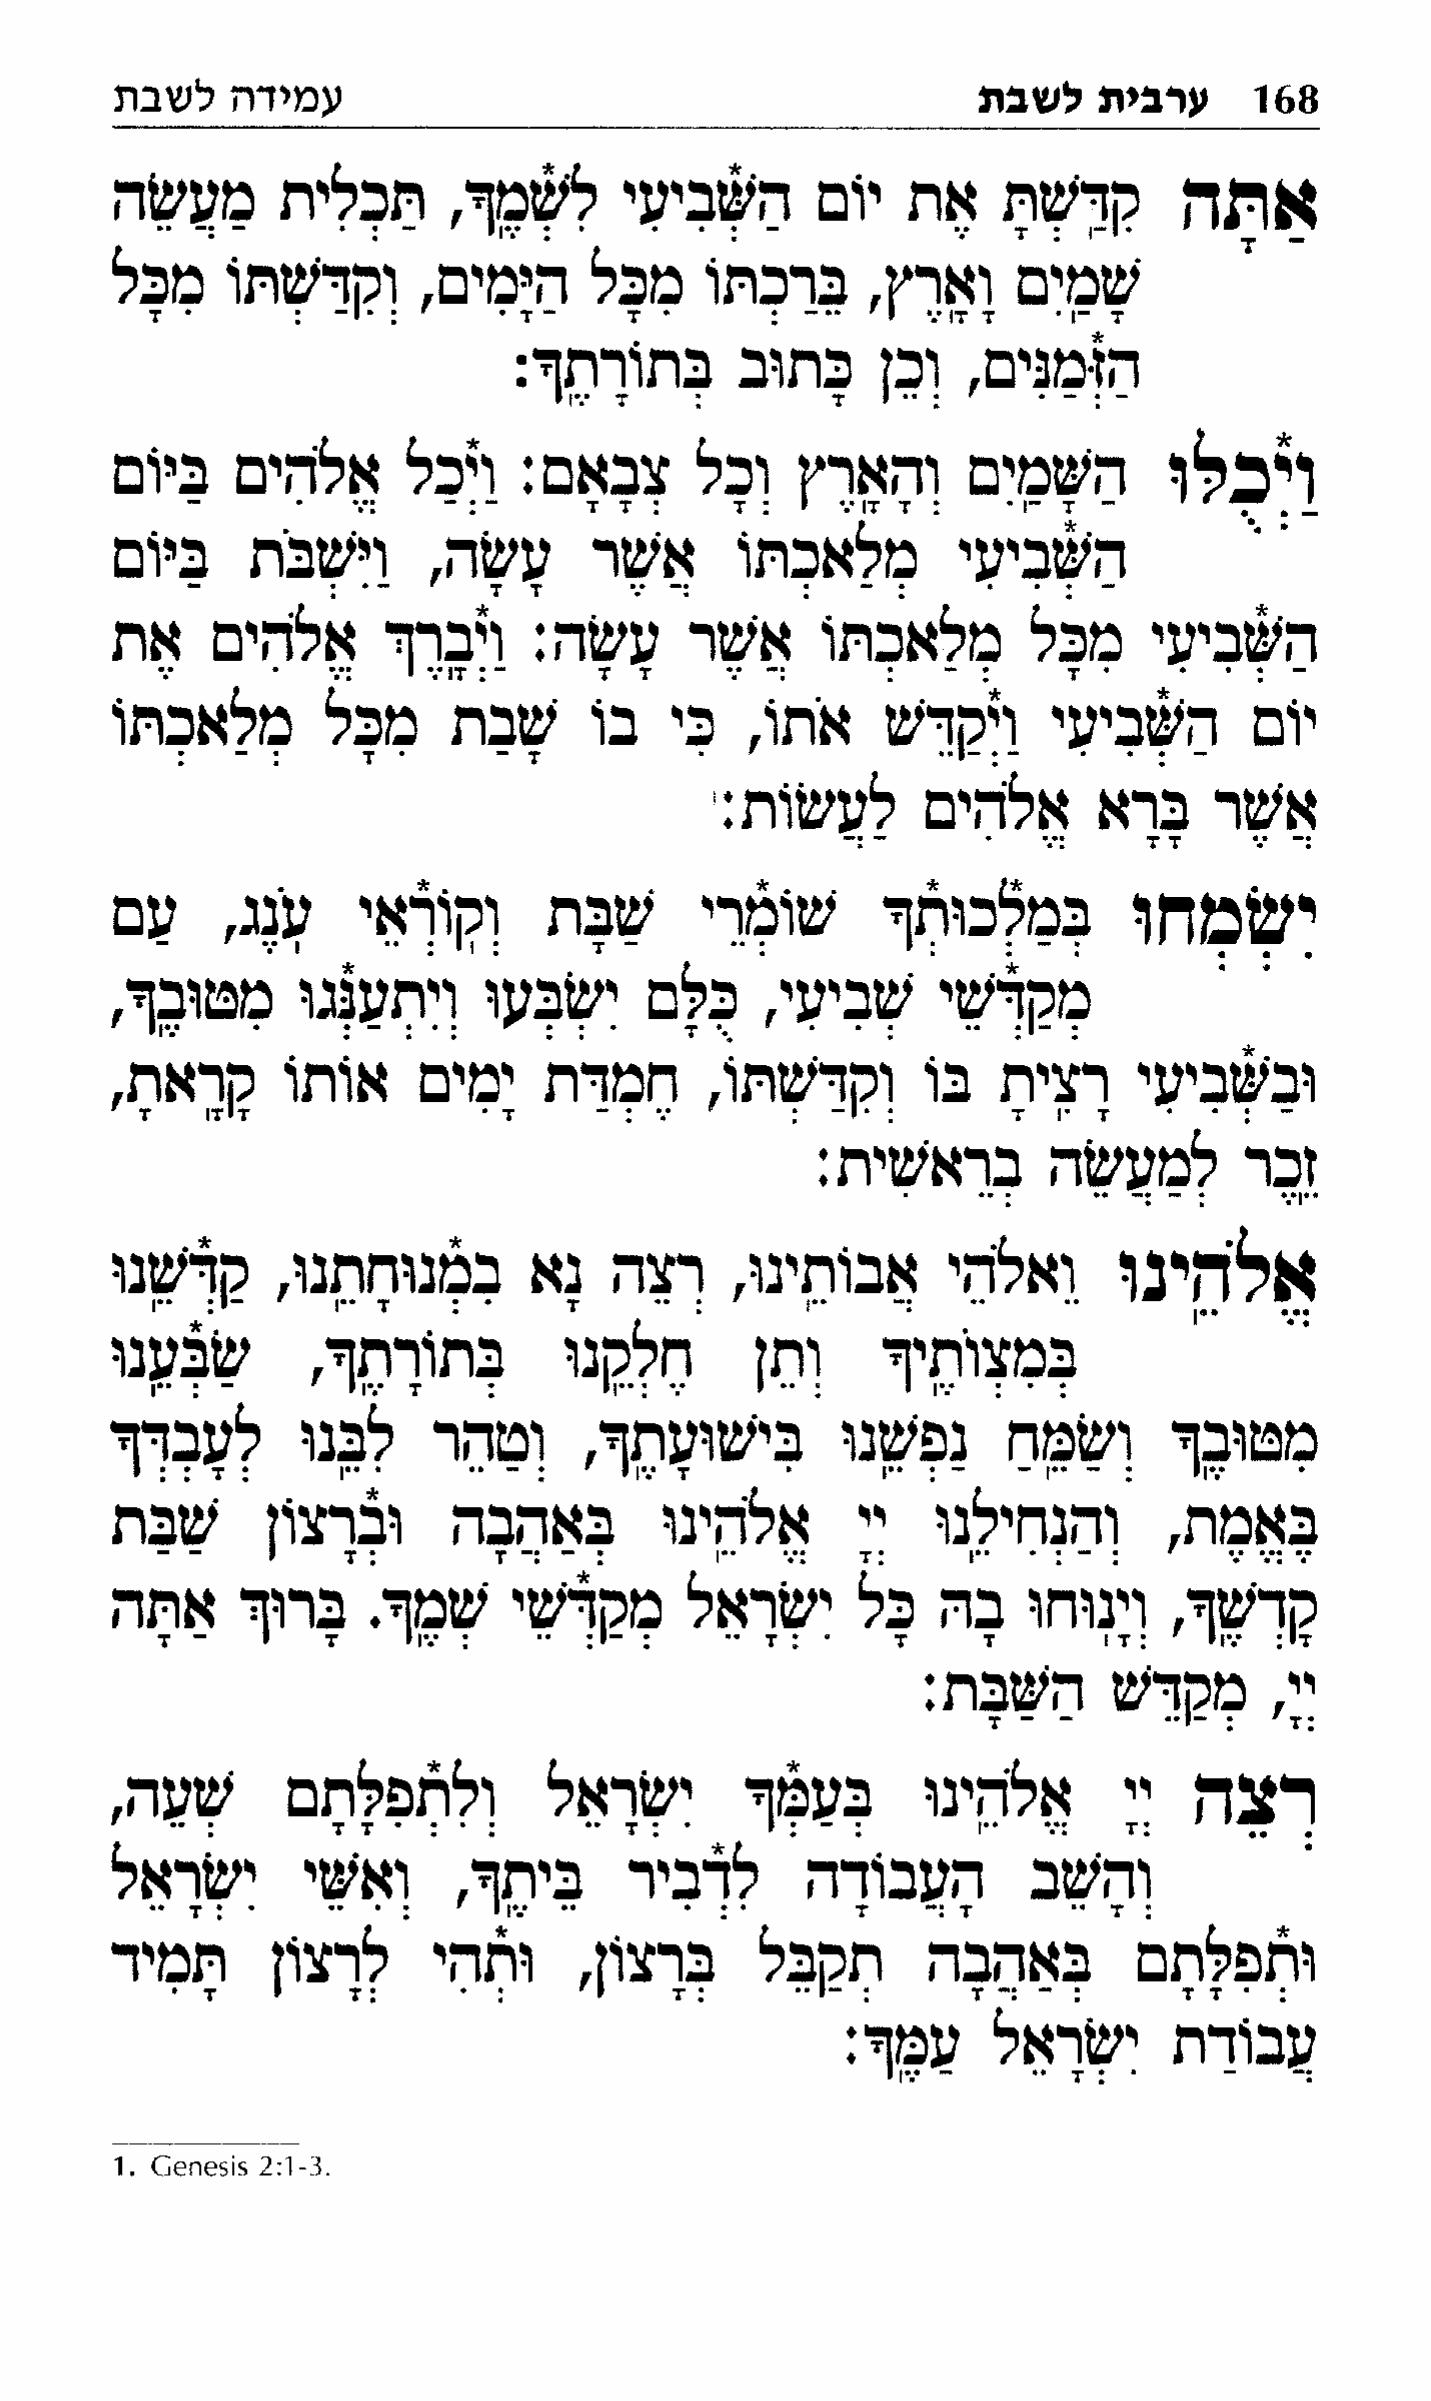 168 ערבית לשבת עמידה לשבת
אַתָּה קִדַּֽשְׁתָּ אֶת יוֹם הַשְּׁ֯בִיעִי לִשְׁ֯מֶֽךָ, תַּכְלִית מַעֲשֵׂה
שָׁמַֽיִם וָאָֽרֶץ, בֵּרַכְתּוֹ מִכָּל הַיָּמִים, וְקִדַּשְׁתּוֹ מִכָּל
הַזְּ֯מַנִּים, וְכֵן כָּתוּב בְּתוֹרָתֶֽךָ:
וַיְ֯כֻלּוּ הַשָּׁמַֽיִם וְהָאָֽרֶץ וְכָל צְבָאָם: וַיְ֯כַל אֱלֹהִים בַּיּוֹם
הַשְּׁ֯בִיעִי מְלַאכְתּוֹ אֲשֶׁר עָשָׂה, וַיִּשְׁבֹּת בַּיּוֹם
הַשְּׁ֯בִיעִי מִכָּל מְלַאכְתּוֹ אֲשֶׁר עָשָׂה: וַיְ֯בָֽרֶךְ אֱלֹהִים אֶת
יוֹם הַשְּׁ֯בִיעִי וַיְ֯קַדֵּשׁ אֹתוֹ, כִּי בוֹ שָׁבַת מִכָּל מְלַאכְתּוֹ
אֲשֶׁר בָּרָא אֱלֹהִים לַעֲשׂוֹת:¹
יִשְׂמְחוּ בְּמַלְ֯כוּתְ֯ךָ שׁוֹמְ֯רֵי שַׁבָּת וְקֽוֹרְ֯אֵי עֽׂנֶג, עַם
מְקַדְּ֯שֵׁי שְׁבִיעִי, כֻּלָּם יִשְׂבְּעוּ וְיִתְעַנְּ֯גוּ מִטּוּבֶֽךָ,
וּבַשְּׁ֯בִיעִי רָצִֽיתָ בּוֹ וְקִדַּשְׁתּוֹ, חֶמְדַּת יָמִים אוֹתוֹ קָרָֽאתָ,
זֵֽכֶר לְמַעֲשֵׂה בְרֵאשִׁית:
אֱלֹהֵֽינוּ וֵאלֹהֵי אֲבוֹתֵֽינוּ, רְצֵה נָא בִמְ֯נוּחָתֵֽנוּ, קַדְּ֯שֵֽׁנוּ
בְּמִצְוֹתֶֽיךָ וְתֵן חֶלְקֵֽנוּ בְּתוֹרָתֶֽךָ, שַׂבְּ֯עֵֽנוּ
מִטּוּבֶֽךָ וְשַׂמֵּֽחַ נַפְשֵֽׁנוּ בִּישׁוּעָתֶֽךָ, וְטַהֵר לִבֵּֽנוּ לְעָבְדְּךָ
בֶּאֱמֶת, וְהַנְחִילֵֽנוּ יְיָ אֱלֹהֵֽינוּ בְּאַהֲבָה וּבְ֯רָצוֹן שַׁבַּת
קָדְשֶֽׁךָ, וְיָנֽוּחוּ בָהּ כָּל יִשְׂרָאֵל מְקַדְּ֯שֵׁי שְׁמֶֽךָ. בָּרוּךְ אַתָּה
יְיָ, מְקַדֵּשׁ הַשַּׁבָּת:
רְצֵה יְיָ אֱלֹהֵֽינוּ בְּעַמְּ֯ךָ יִשְׂרָאֵל וְלִתְ֯פִלָּתָם שְׁעֵה,
וְהָשֵׁב הָעֲבוֹדָה לִדְ֯בִיר בֵּיתֶֽךָ, וְאִשֵּׁי יִשְׂרָאֵל
וּתְ֯פִלָּתָם בְּאַהֲבָה תְקַבֵּל בְּרָצוֹן, וּתְ֯הִי לְרָצוֹן תָּמִיד
עֲבוֹדַת יִשְׂרָאֵל עַמֶּֽךָ:
1. Genesis 2:1-3.